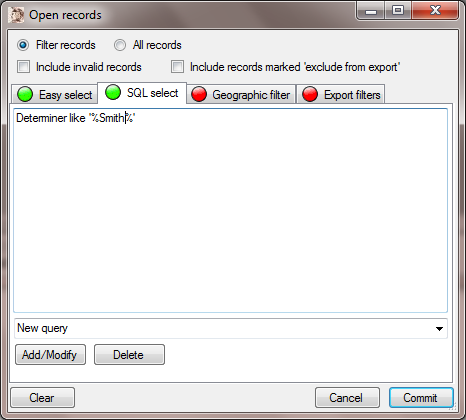 Open records
Filter records All records
Include invalid records Include records marked 'exclude from export'
Easy select SQL select Geographic filter Export filters
Determiner like '%Smith%'
New query
Add/Modify Delete
Clear Cancel Commit